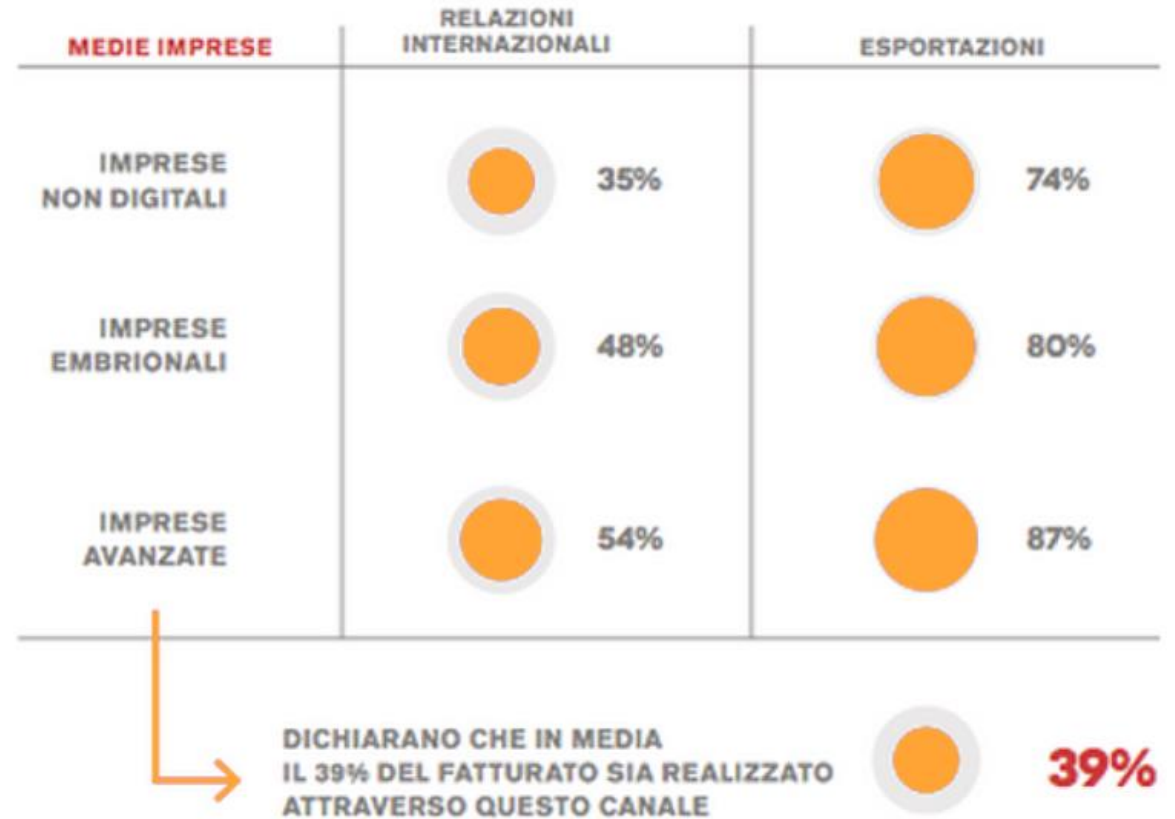 MEDIE IMPRESE
RELAZIONI
INTERNAZIONALI
ESPORTAZIONI
IMPRESE
NON DIGITALI
35%
74%
IMPRESE
EMBRIONALI
48%
80%
IMPRESE
AVANZATE
54%
87%
DICHIARANO CHE IN MEDIA
IL 39% DEL FATTURATO SIA REALIZZATO
ATTRAVERSO QUESTO CANALE
39%